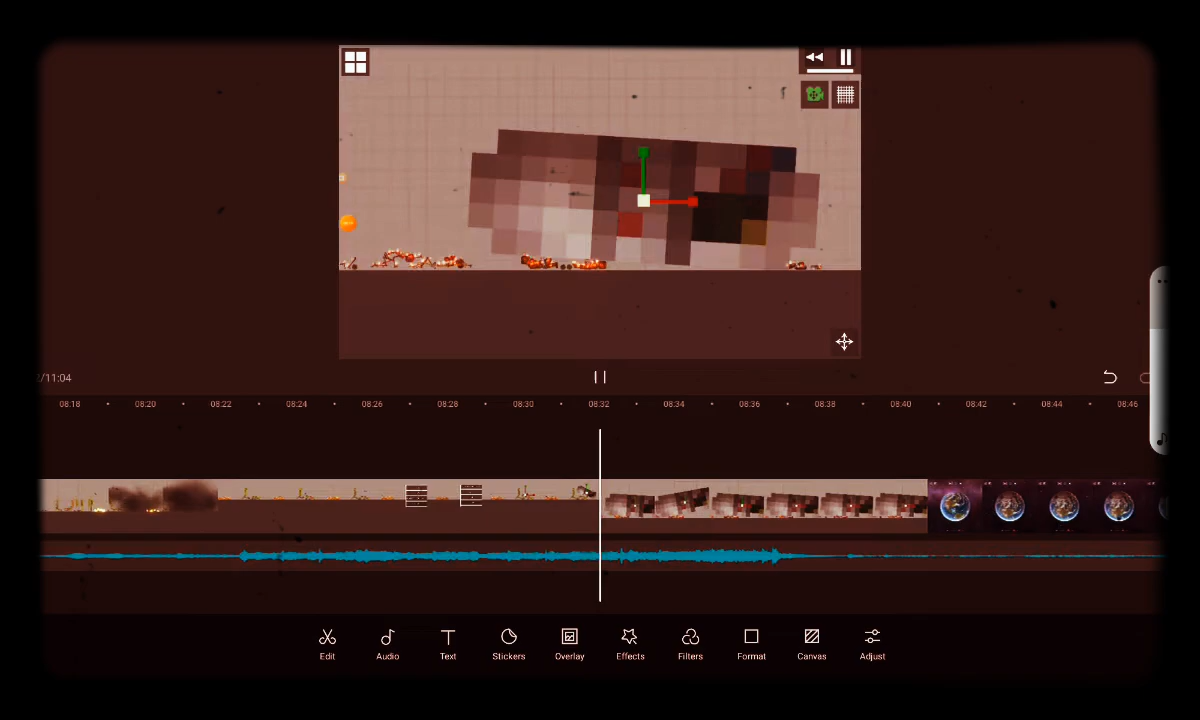 /11:04
08:18 08:20 08:22 08:24 08:26 08:28 08:30 08:32 08:34 08:36 08:38 08:40 08:42 08:44 08:46
Edit Audio Text Stickers Overlay Effects Filters Format Canvas Adjust